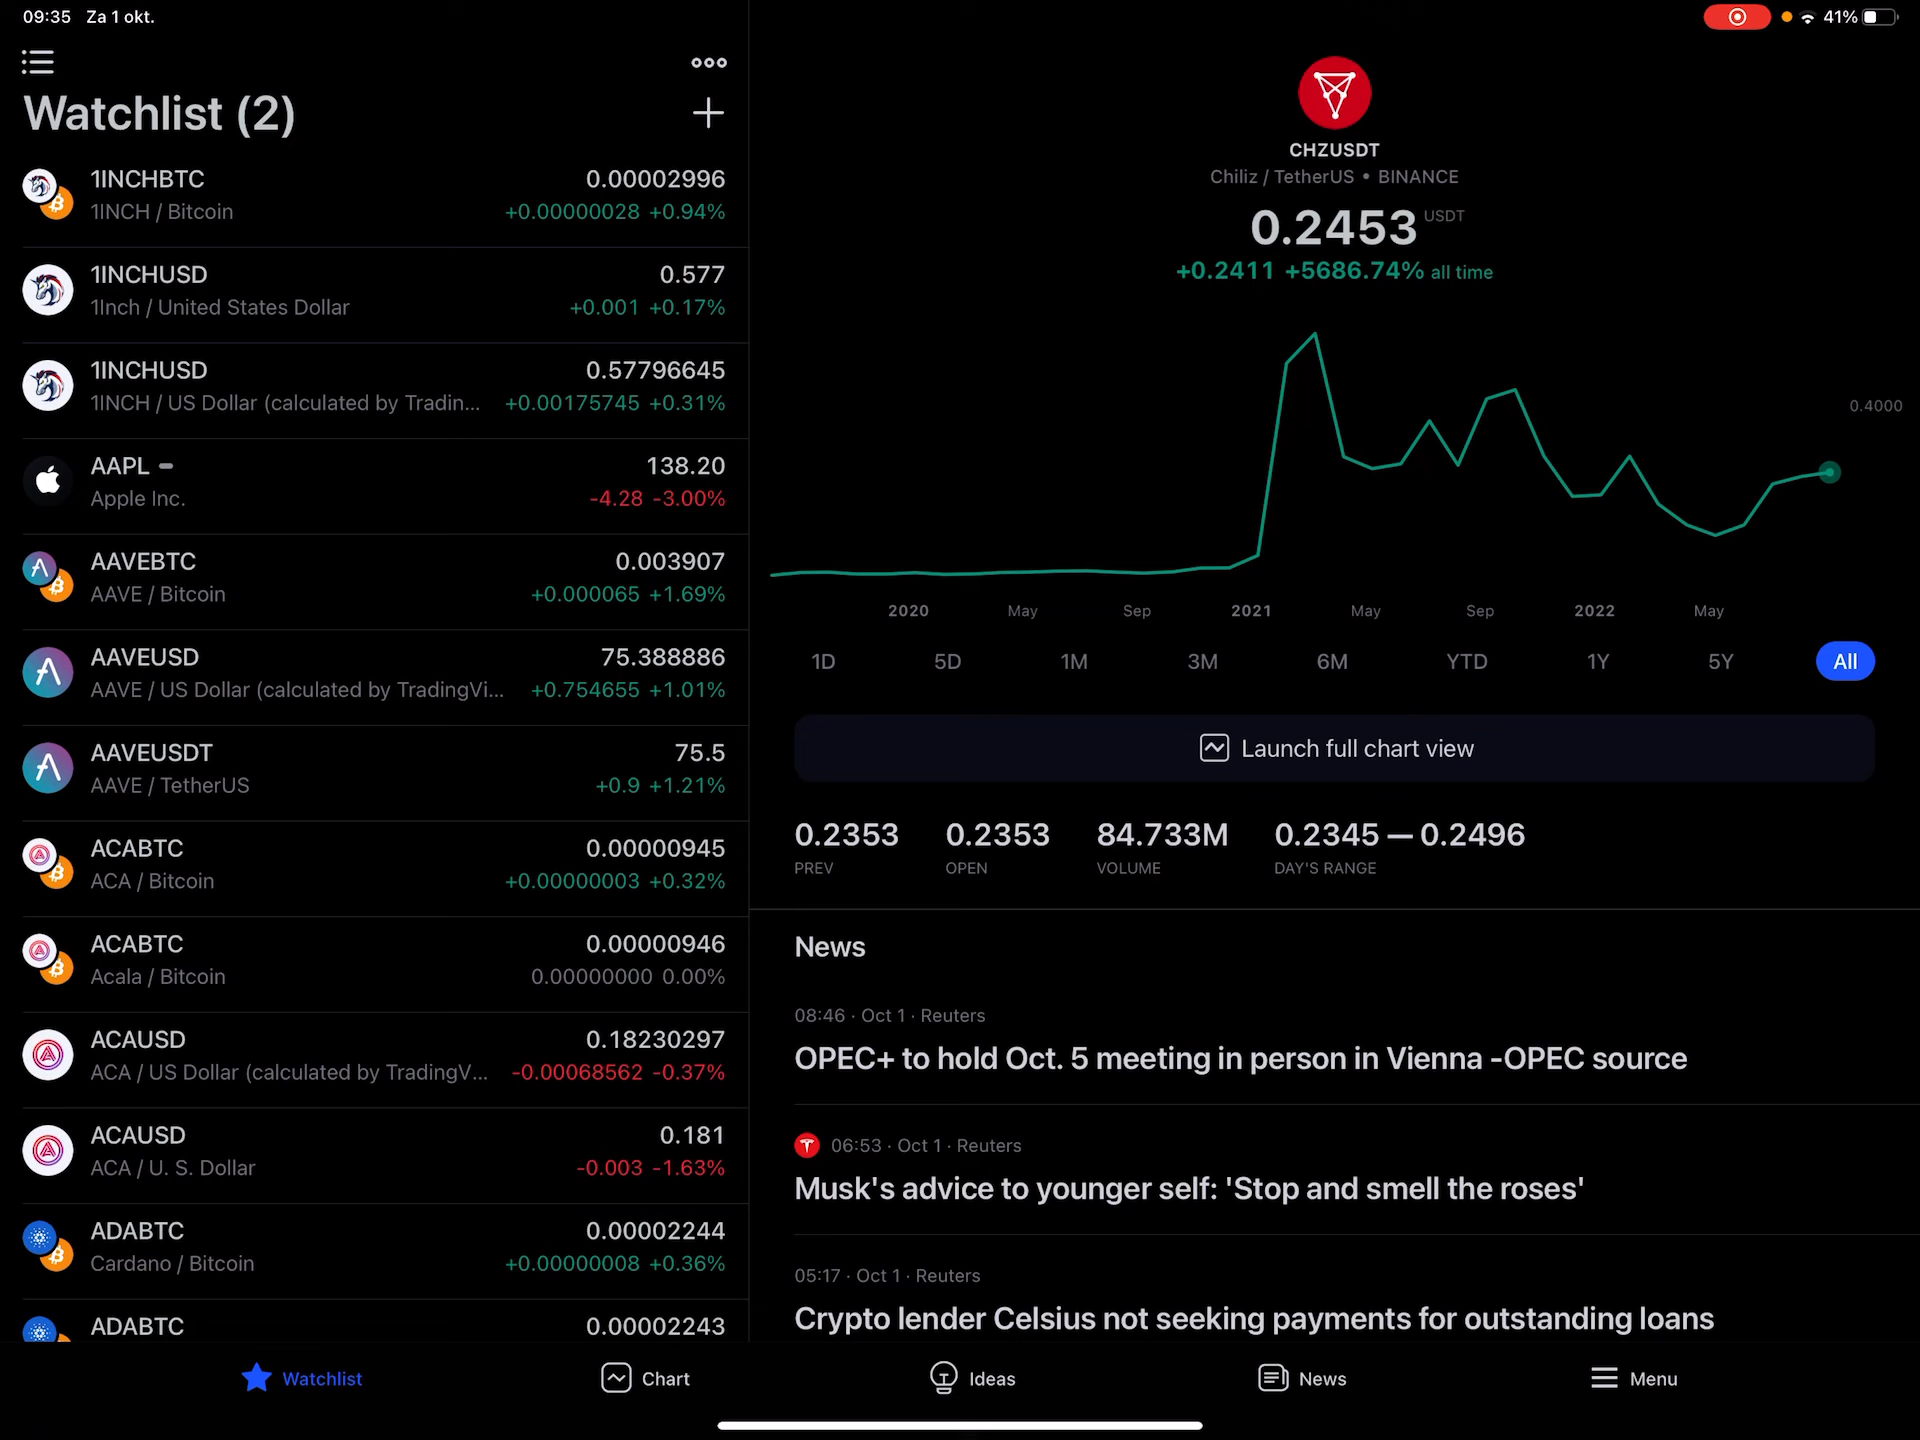 09:35 Za 1 okt.
41%
Watchlist (2)
1INCHBTC 0.00002996
1INCH / Bitcoin +0.00000028 +0.94%
1INCHUSD 0.577
1Inch / United States Dollar +0.001 +0.17%
1INCHUSD 0.57796645
1INCH / US Dollar (calculated by Tradin... +0.00175745 +0.31%
AAPL 138.20
Apple Inc. -4.28 -3.00%
AAVEBTC 0.003907
AAVE / Bitcoin +0.000065 +1.69%
AAVEUSD 75.388886
AAVE / US Dollar (calculated by TradingVi... +0.754655 +1.01%
AAVEUSDT 75.5
AAVE / TetherUS +0.9 +1.21%
ACABTC 0.00000945
ACA / Bitcoin +0.00000003 +0.32%
ACABTC 0.00000946
Acala / Bitcoin 0.00000000 0.00%
ACAUSD 0.18230297
ACA / US Dollar (calculated by TradingV... -0.00068562 -0.37%
ACAUSD 0.181
ACA / U. S. Dollar -0.003 -1.63%
ADABTC 0.00002244
Cardano / Bitcoin +0.00000008 +0.36%
ADABTC 0.00002243
CHZUSDT
Chiliz / TetherUS • BINANCE
0.2453 USDT
+0.2411 +5686.74% all time
0.4000
2020 May Sep 2021 May Sep 2022 May
1D 5D 1M 3M 6M YTD 1Y 5Y All
Launch full chart view
0.2353 0.2353 84.733M 0.2345 — 0.2496
PREV OPEN VOLUME DAY'S RANGE
News
08:46 · Oct 1 · Reuters
OPEC+ to hold Oct. 5 meeting in person in Vienna -OPEC source
06:53 · Oct 1 · Reuters
Musk's advice to younger self: 'Stop and smell the roses'
05:17 · Oct 1 · Reuters
Crypto lender Celsius not seeking payments for outstanding loans
Watchlist Chart Ideas News Menu